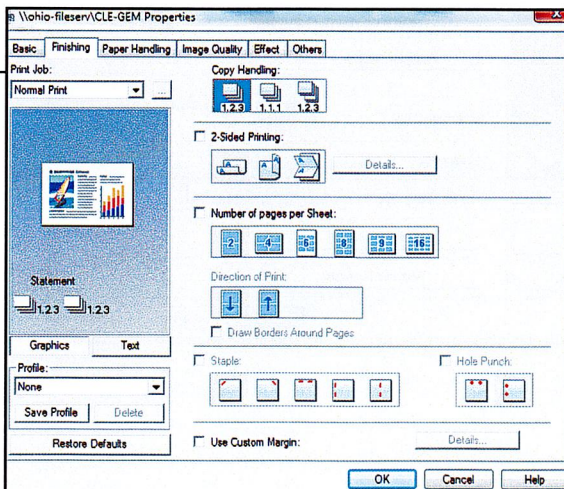 \\ohio-fileserv\CLE-GEM Properties
Basic Finishing Paper Handling Image Quality Effect Others
Print Job:
Normal Print
...
Statement
1.2.3 1.2.3
Graphics Text
Profile:
None
Save Profile Delete
Restore Defaults
Copy Handling:
1.2.3 1.1.1 1.2.3
2-Sided Printing:
Details...
Number of pages per Sheet:
2 4 6 8 9 16
Direction of Print:
Draw Borders Around Pages
Staple: Hole Punch:
Use Custom Margin: Details...
OK Cancel Help